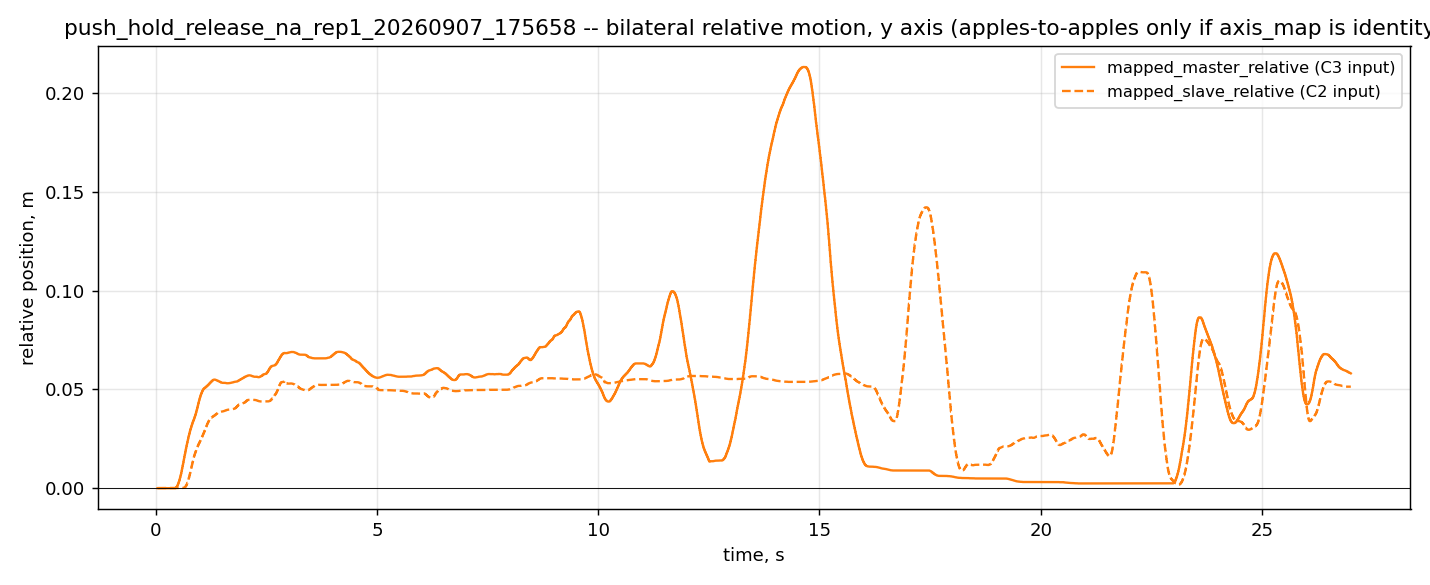 push_hold_release_na_rep1_20260907_175658 -- bilateral relative motion, y axis (apples-to-apples only if axis_map is identity
mapped_master_relative (C3 input)
mapped_slave_relative (C2 input)
relative position, m
0.20
0.15
0.10
0.05
0.00
0
5
10
15
20
25
time, s